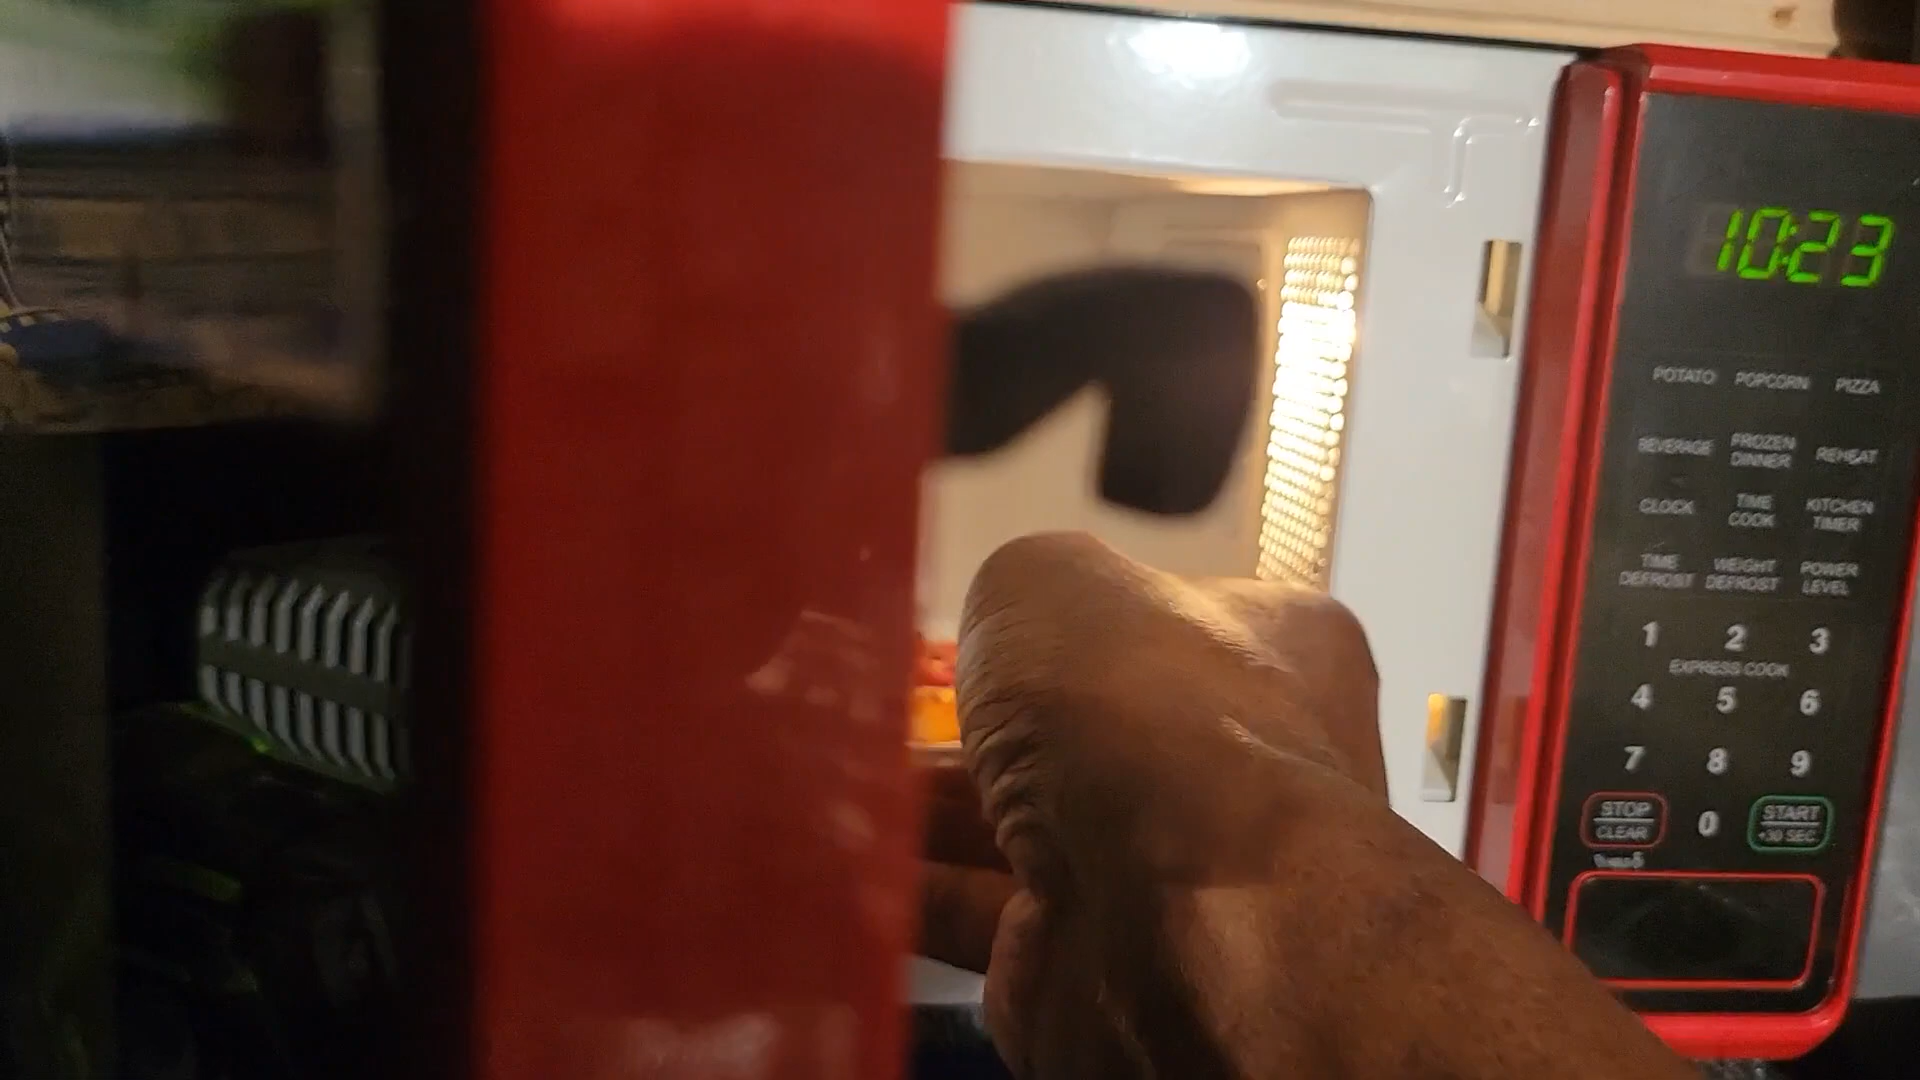 10:23
POTATO POPCORN PIZZA
BEVERAGE FROZEN DINNER REHEAT
CLOCK TIME COOK KITCHEN TIMER
TIME DEFROST WEIGHT DEFROST POWER LEVEL
1 2 3
EXPRESS COOK
4 5 6
7 8 9
STOP CLEAR 0 START +30 SEC